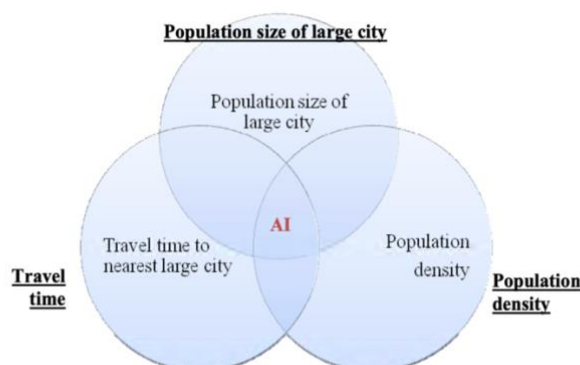 Population size of large city
Population size of
large city
AI
Travel time to
nearest large city
Population
density
Travel
time
Population
density